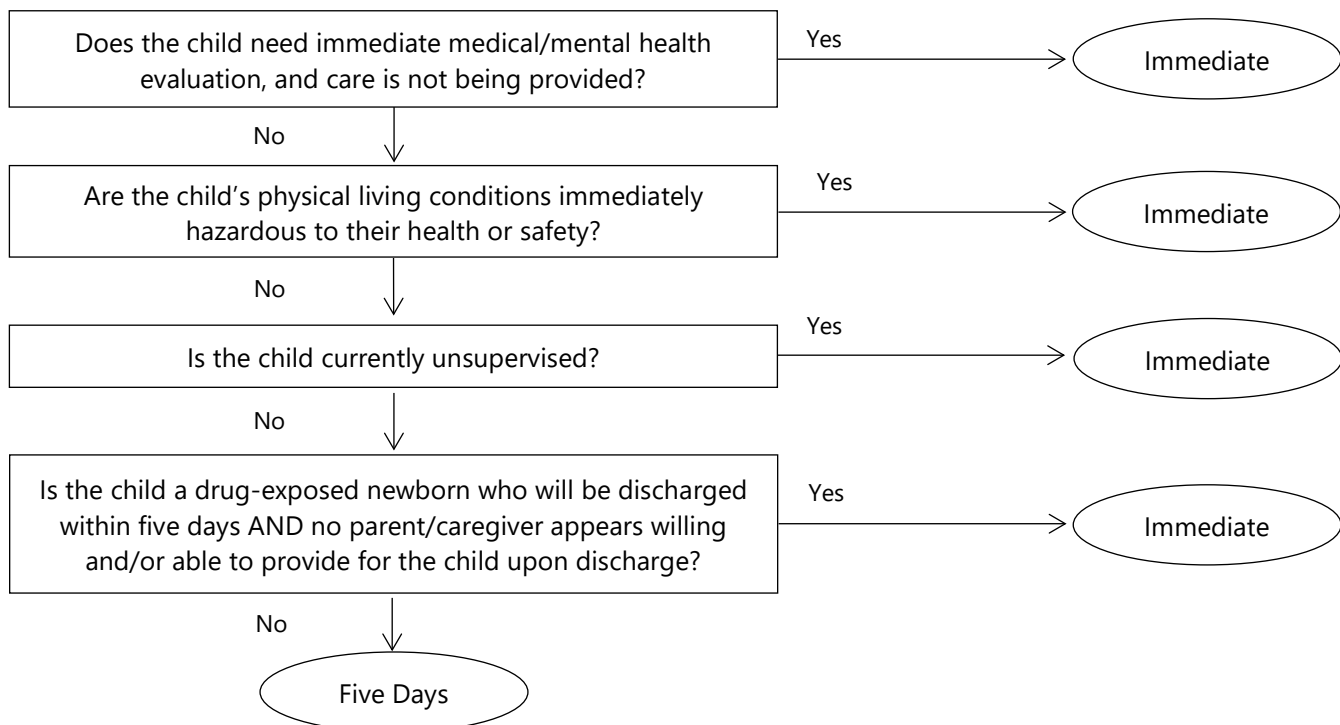 Does the child need immediate medical/mental health
evaluation, and care is not being provided?
Yes
Immediate
No
Are the child’s physical living conditions immediately
hazardous to their health or safety?
Yes
Immediate
No
Is the child currently unsupervised?
Yes
Immediate
No
Is the child a drug-exposed newborn who will be discharged
within five days AND no parent/caregiver appears willing
and/or able to provide for the child upon discharge?
Yes
Immediate
No
Five Days